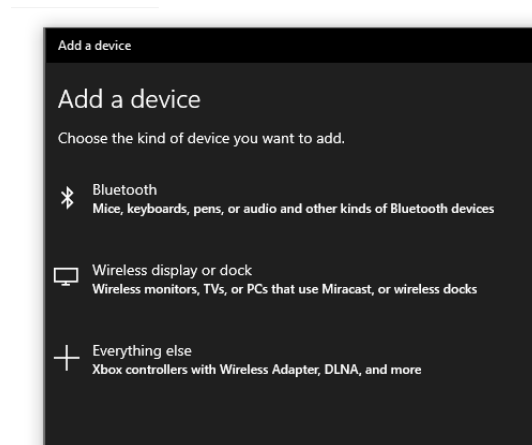 Add a device
Add a device
Choose the kind of device you want to add.
Bluetooth
Mice, keyboards, pens, or audio and other kinds of Bluetooth devices
Wireless display or dock
Wireless monitors, TVs, or PCs that use Miracast, or wireless docks
Everything else
Xbox controllers with Wireless Adapter, DLNA, and more